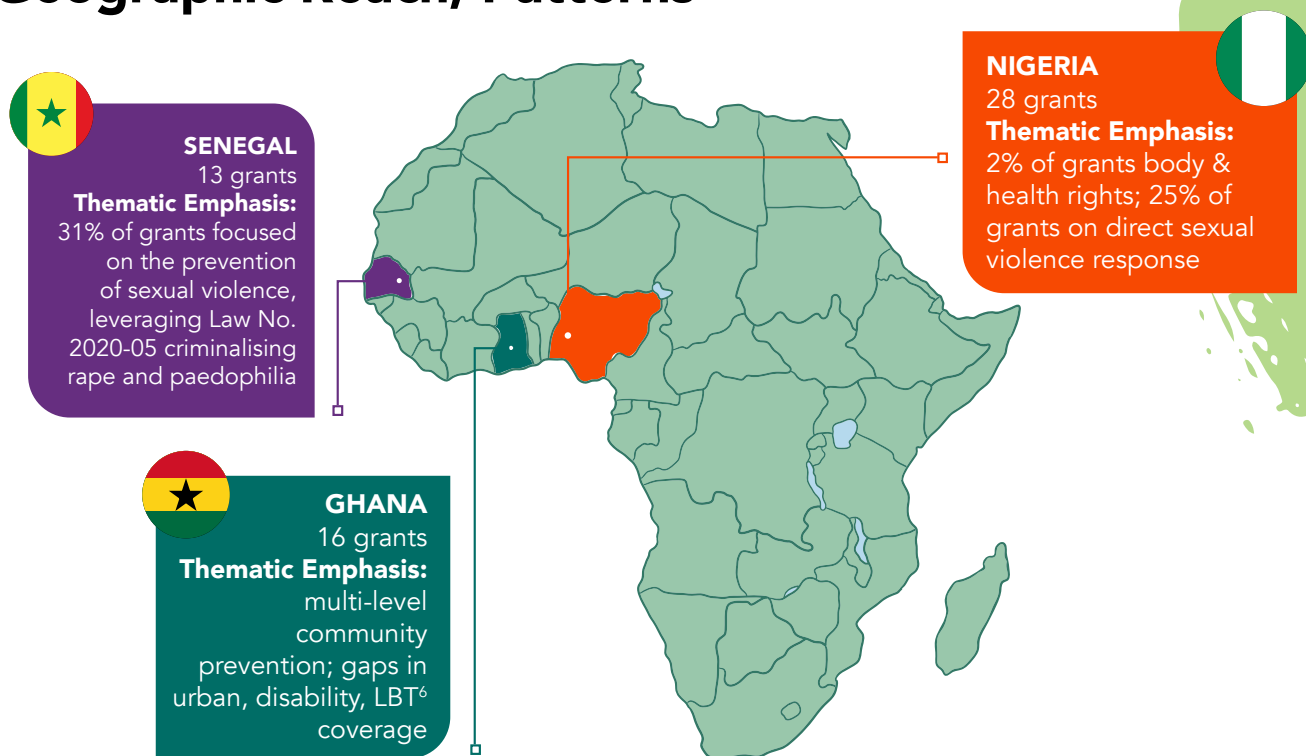 Geographic Reach, Patterns
SENEGAL
13 grants
Thematic Emphasis:
31% of grants focused
on the prevention
of sexual violence,
leveraging Law No.
2020-05 criminalising
rape and paedophilia
NIGERIA
28 grants
Thematic Emphasis:
2% of grants body &
health rights; 25% of
grants on direct sexual
violence response
GHANA
16 grants
Thematic Emphasis:
multi-level
community
prevention; gaps in
urban, disability, LBT⁶
coverage